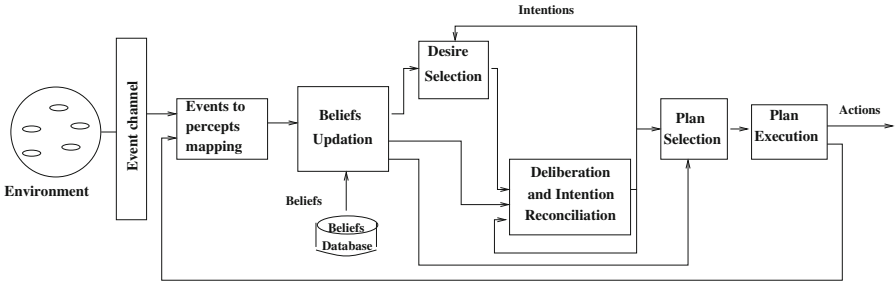 Intentions
Desire
Selection
Event channel
Events to
percepts
mapping
Beliefs
Updation
Plan
Selection
Plan
Execution
Actions
Environment
Deliberation
and Intention
Reconciliation
Beliefs
Beliefs
Database